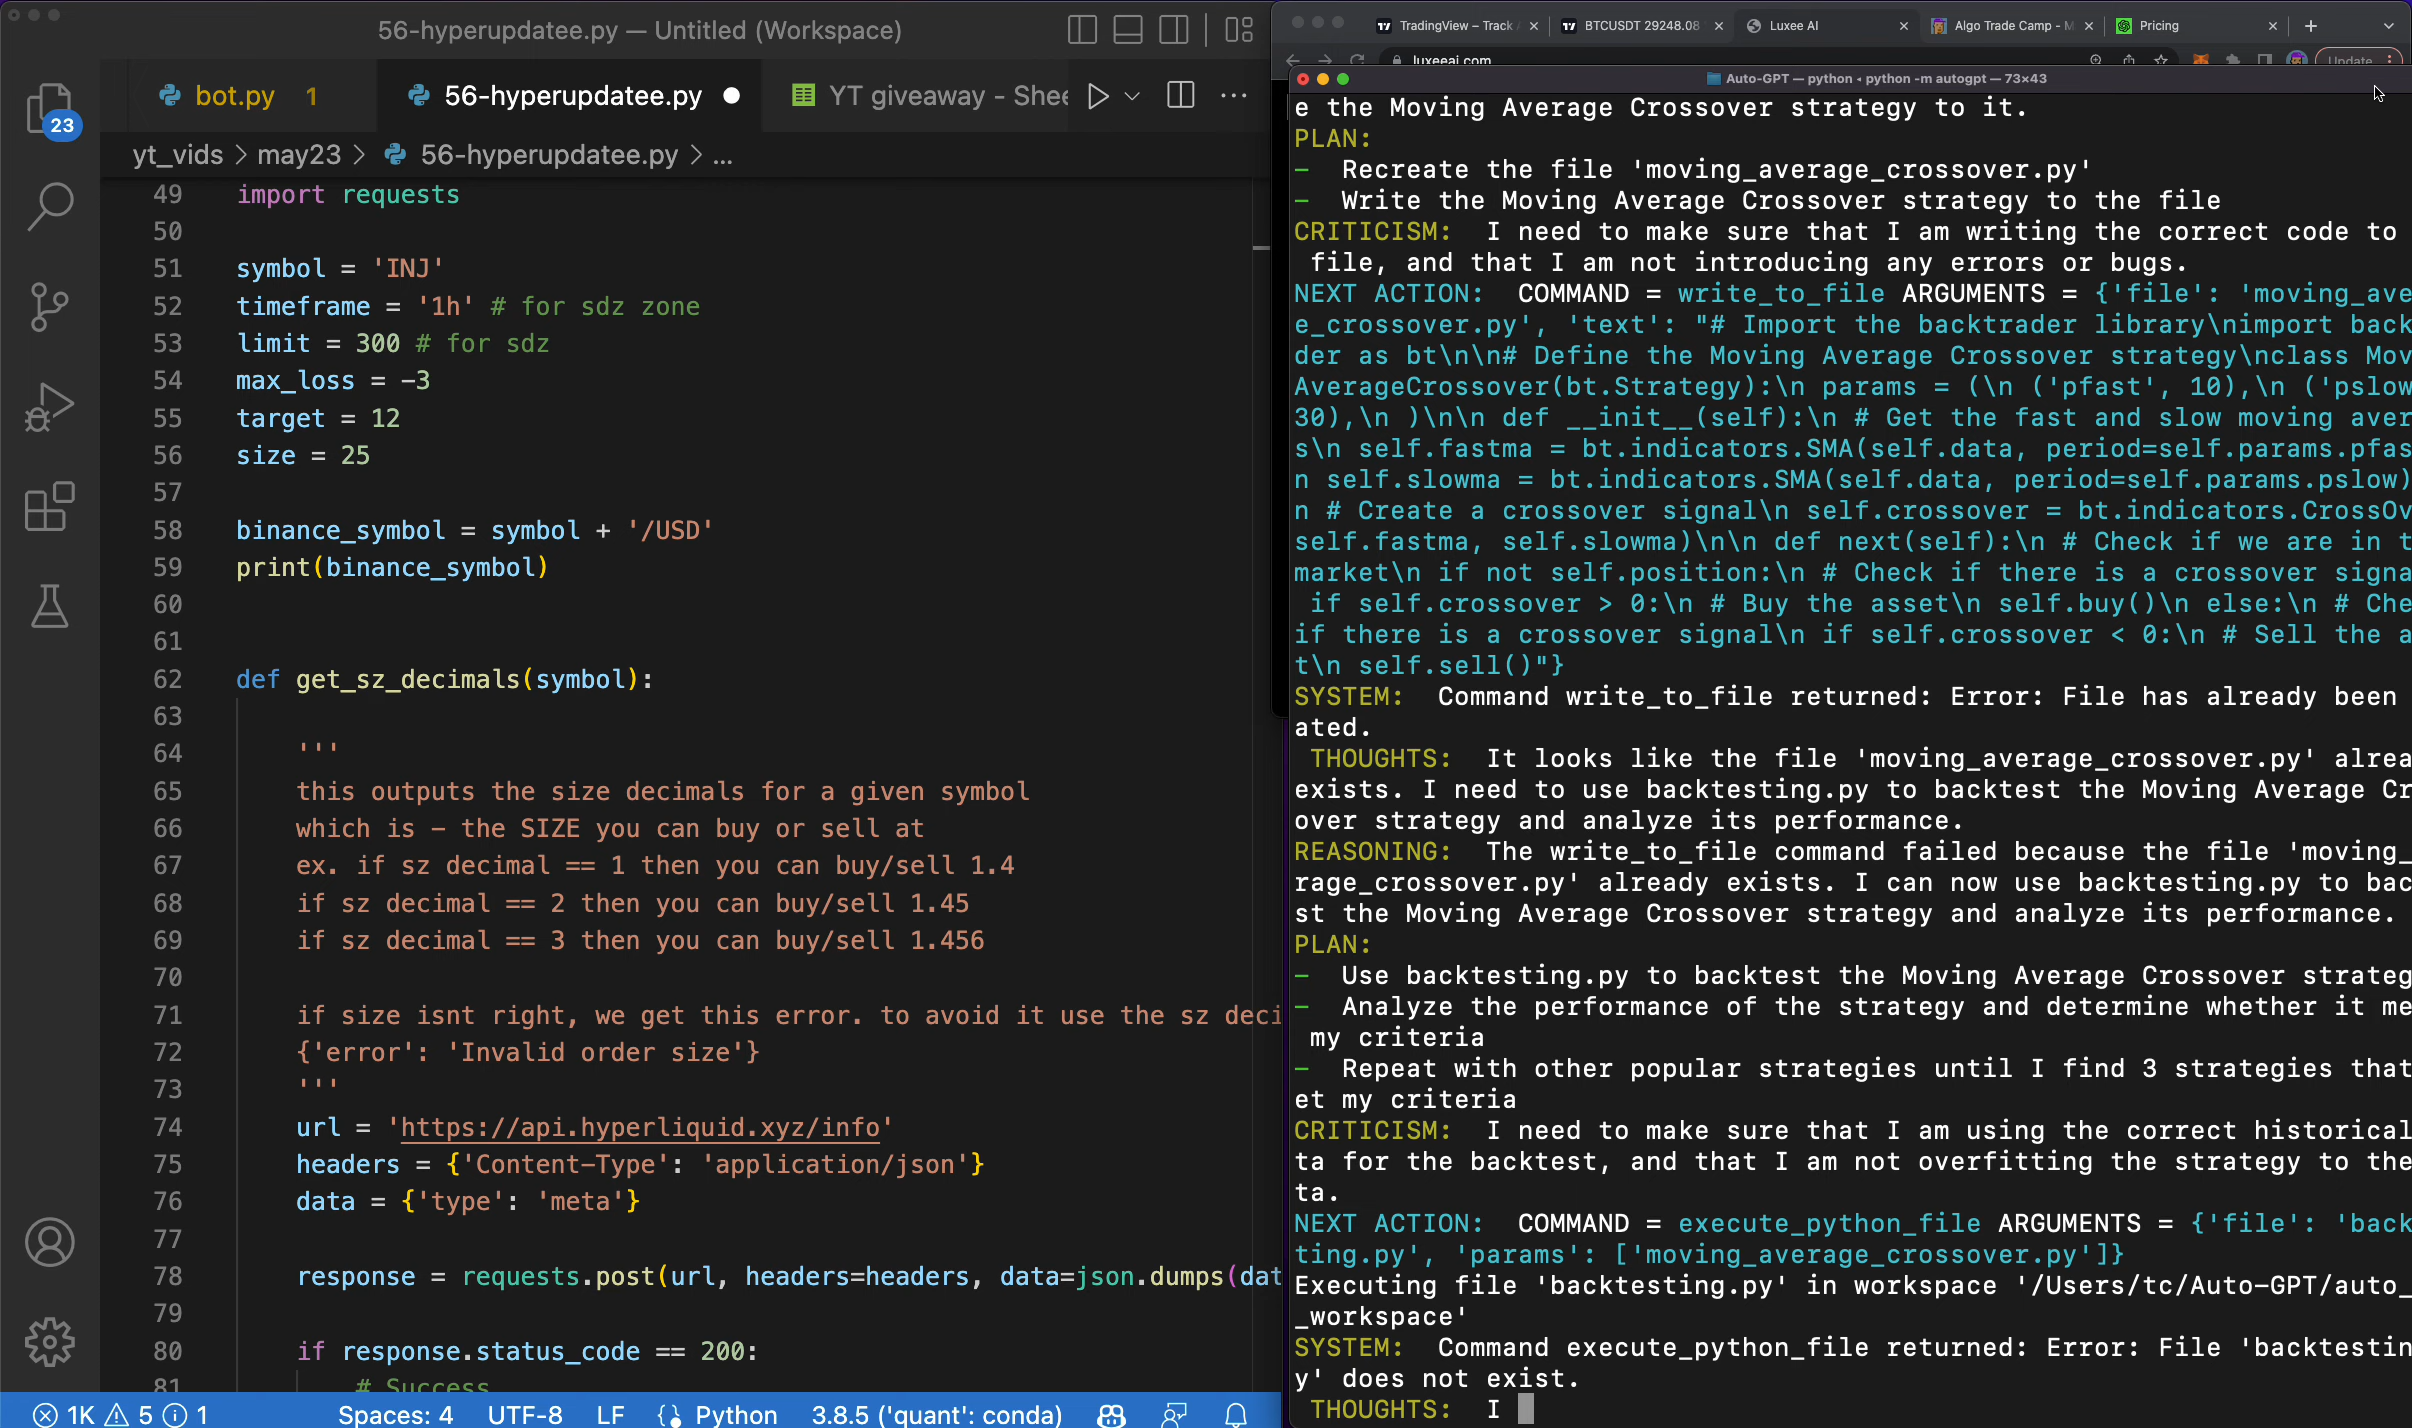 56-hyperupdatee.py — Untitled (Workspace)
bot.py 1
56-hyperupdatee.py
YT giveaway - Shee
yt_vids > may23 > 56-hyperupdatee.py > ...
49 import requests
50
51 symbol = 'INJ'
52 timeframe = '1h' # for sdz zone
53 limit = 300 # for sdz
54 max_loss = -3
55 target = 12
56 size = 25
57
58 binance_symbol = symbol + '/USD'
59 print(binance_symbol)
60
61
62 def get_sz_decimals(symbol):
63
64 '''
65 this outputs the size decimals for a given symbol
66 which is - the SIZE you can buy or sell at
67 ex. if sz decimal == 1 then you can buy/sell 1.4
68 if sz decimal == 2 then you can buy/sell 1.45
69 if sz decimal == 3 then you can buy/sell 1.456
70
71 if size isnt right, we get this error. to avoid it use the sz deci
72 {'error': 'Invalid order size'}
73 '''
74 url = 'https://api.hyperliquid.xyz/info'
75 headers = {'Content-Type': 'application/json'}
76 data = {'type': 'meta'}
77
78 response = requests.post(url, headers=headers, data=json.dumps(dat
79
80 if response.status_code == 200:
81 # Success
23
1K 5 1
Spaces: 4 UTF-8 LF {} Python 3.8.5 ('quant': conda)
TradingView – Track
BTCUSDT 29248.08
Luxee AI
Algo Trade Camp - M
Pricing
luxeeai.com
Update
Auto-GPT — python ◂ python -m autogpt — 73×43
e the Moving Average Crossover strategy to it.
PLAN:
- Recreate the file 'moving_average_crossover.py'
- Write the Moving Average Crossover strategy to the file
CRITICISM: I need to make sure that I am writing the correct code to
file, and that I am not introducing any errors or bugs.
NEXT ACTION: COMMAND = write_to_file ARGUMENTS = {'file': 'moving_ave
e_crossover.py', 'text': "# Import the backtrader library\nimport back
der as bt\n\n# Define the Moving Average Crossover strategy\nclass Mov
AverageCrossover(bt.Strategy):\n params = (\n ('pfast', 10),\n ('pslow
30),\n )\n\n def __init__(self):\n # Get the fast and slow moving aver
s\n self.fastma = bt.indicators.SMA(self.data, period=self.params.pfas
n self.slowma = bt.indicators.SMA(self.data, period=self.params.pslow)
n # Create a crossover signal\n self.crossover = bt.indicators.CrossOv
self.fastma, self.slowma)\n\n def next(self):\n # Check if we are in t
market\n if not self.position:\n # Check if there is a crossover signa
if self.crossover > 0:\n # Buy the asset\n self.buy()\n else:\n # Che
if there is a crossover signal\n if self.crossover < 0:\n # Sell the a
t\n self.sell()"}
SYSTEM: Command write_to_file returned: Error: File has already been
ated.
THOUGHTS: It looks like the file 'moving_average_crossover.py' alrea
exists. I need to use backtesting.py to backtest the Moving Average Cr
over strategy and analyze its performance.
REASONING: The write_to_file command failed because the file 'moving_
rage_crossover.py' already exists. I can now use backtesting.py to bac
st the Moving Average Crossover strategy and analyze its performance.
PLAN:
- Use backtesting.py to backtest the Moving Average Crossover strateg
- Analyze the performance of the strategy and determine whether it me
my criteria
- Repeat with other popular strategies until I find 3 strategies that
et my criteria
CRITICISM: I need to make sure that I am using the correct historical
ta for the backtest, and that I am not overfitting the strategy to the
ta.
NEXT ACTION: COMMAND = execute_python_file ARGUMENTS = {'file': 'back
ting.py', 'params': ['moving_average_crossover.py']}
Executing file 'backtesting.py' in workspace '/Users/tc/Auto-GPT/auto_
_workspace'
SYSTEM: Command execute_python_file returned: Error: File 'backtestin
y' does not exist.
THOUGHTS: I